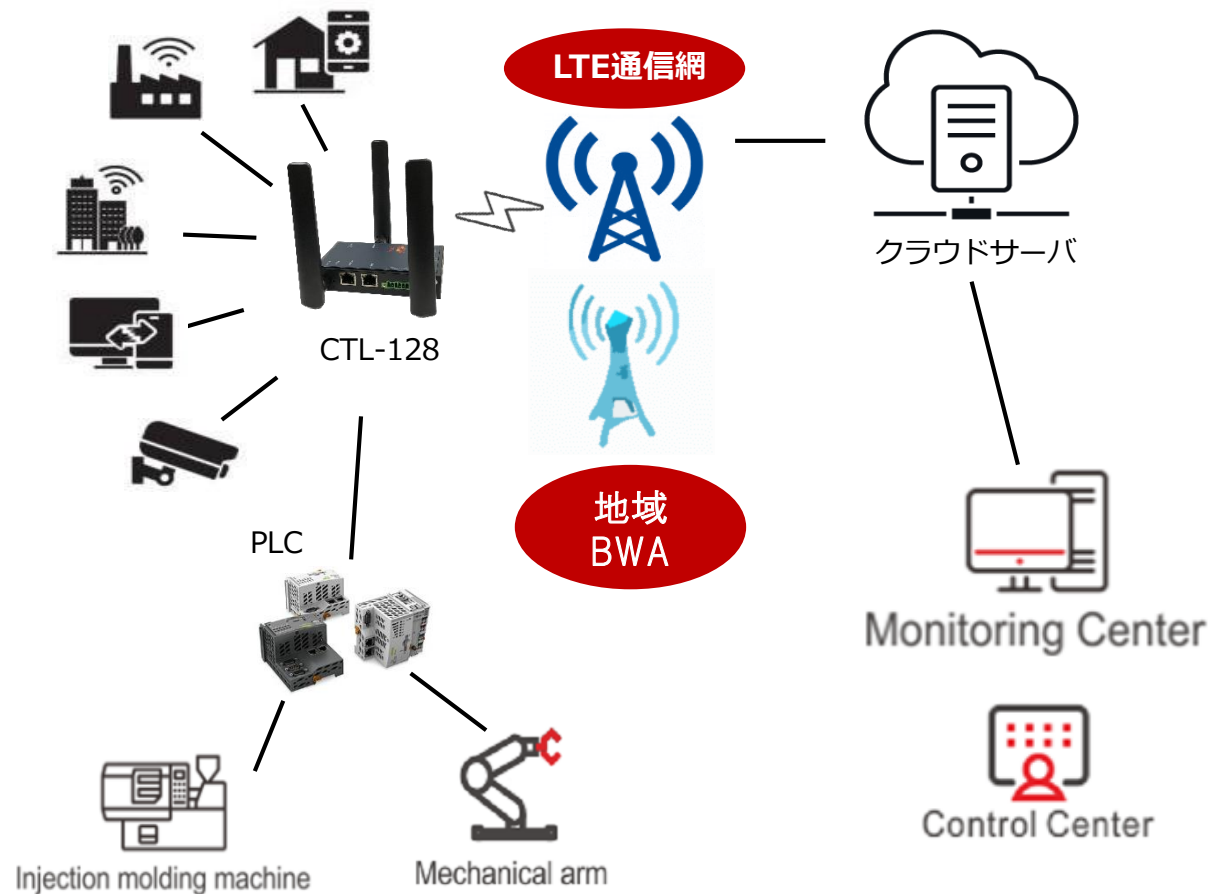 LTE通信網
クラウドサーバ
CTL-128
地域
BWA
PLC
Monitoring Center
Control Center
Injection molding machine
Mechanical arm